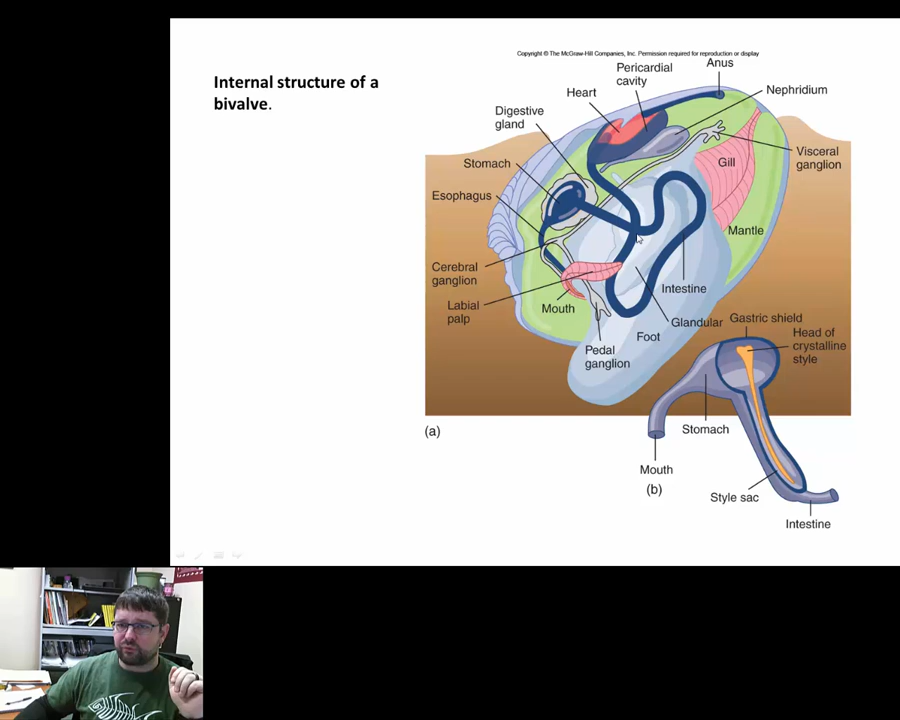 Copyright © The McGraw-Hill Companies, Inc. Permission required for reproduction or display
Internal structure of a
bivalve.
Anus
Pericardial
cavity
Nephridium
Heart
Digestive
gland
Visceral
ganglion
Stomach
Gill
Esophagus
Mantle
Cerebral
ganglion
Intestine
Labial
palp
Mouth
Glandular
Foot
Pedal
ganglion
Gastric shield
Head of
crystalline
style
(a)
Stomach
Mouth
(b)
Style sac
Intestine